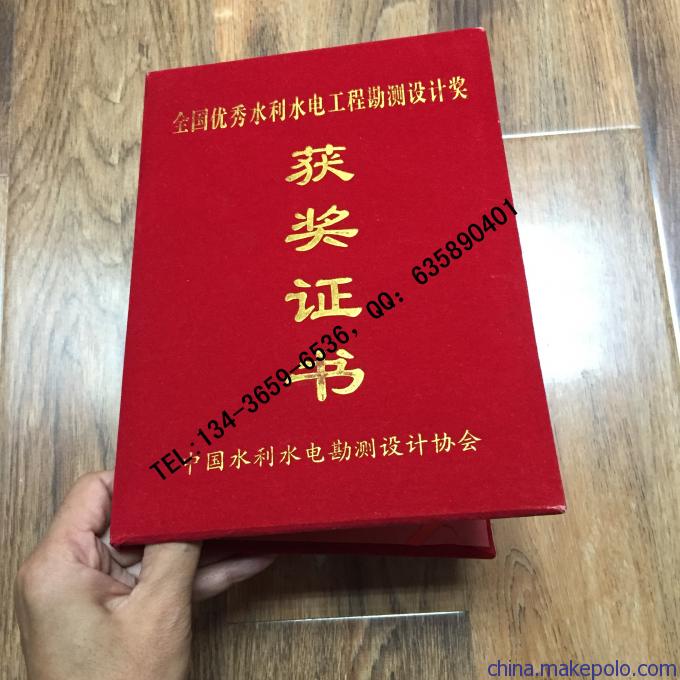 全国优秀水利水电工程勘测设计奖
获
奖
证
书
TEL:134-3659-6536, QQ: 635890401
中国水利水电勘测设计协会
china.makepolo.com